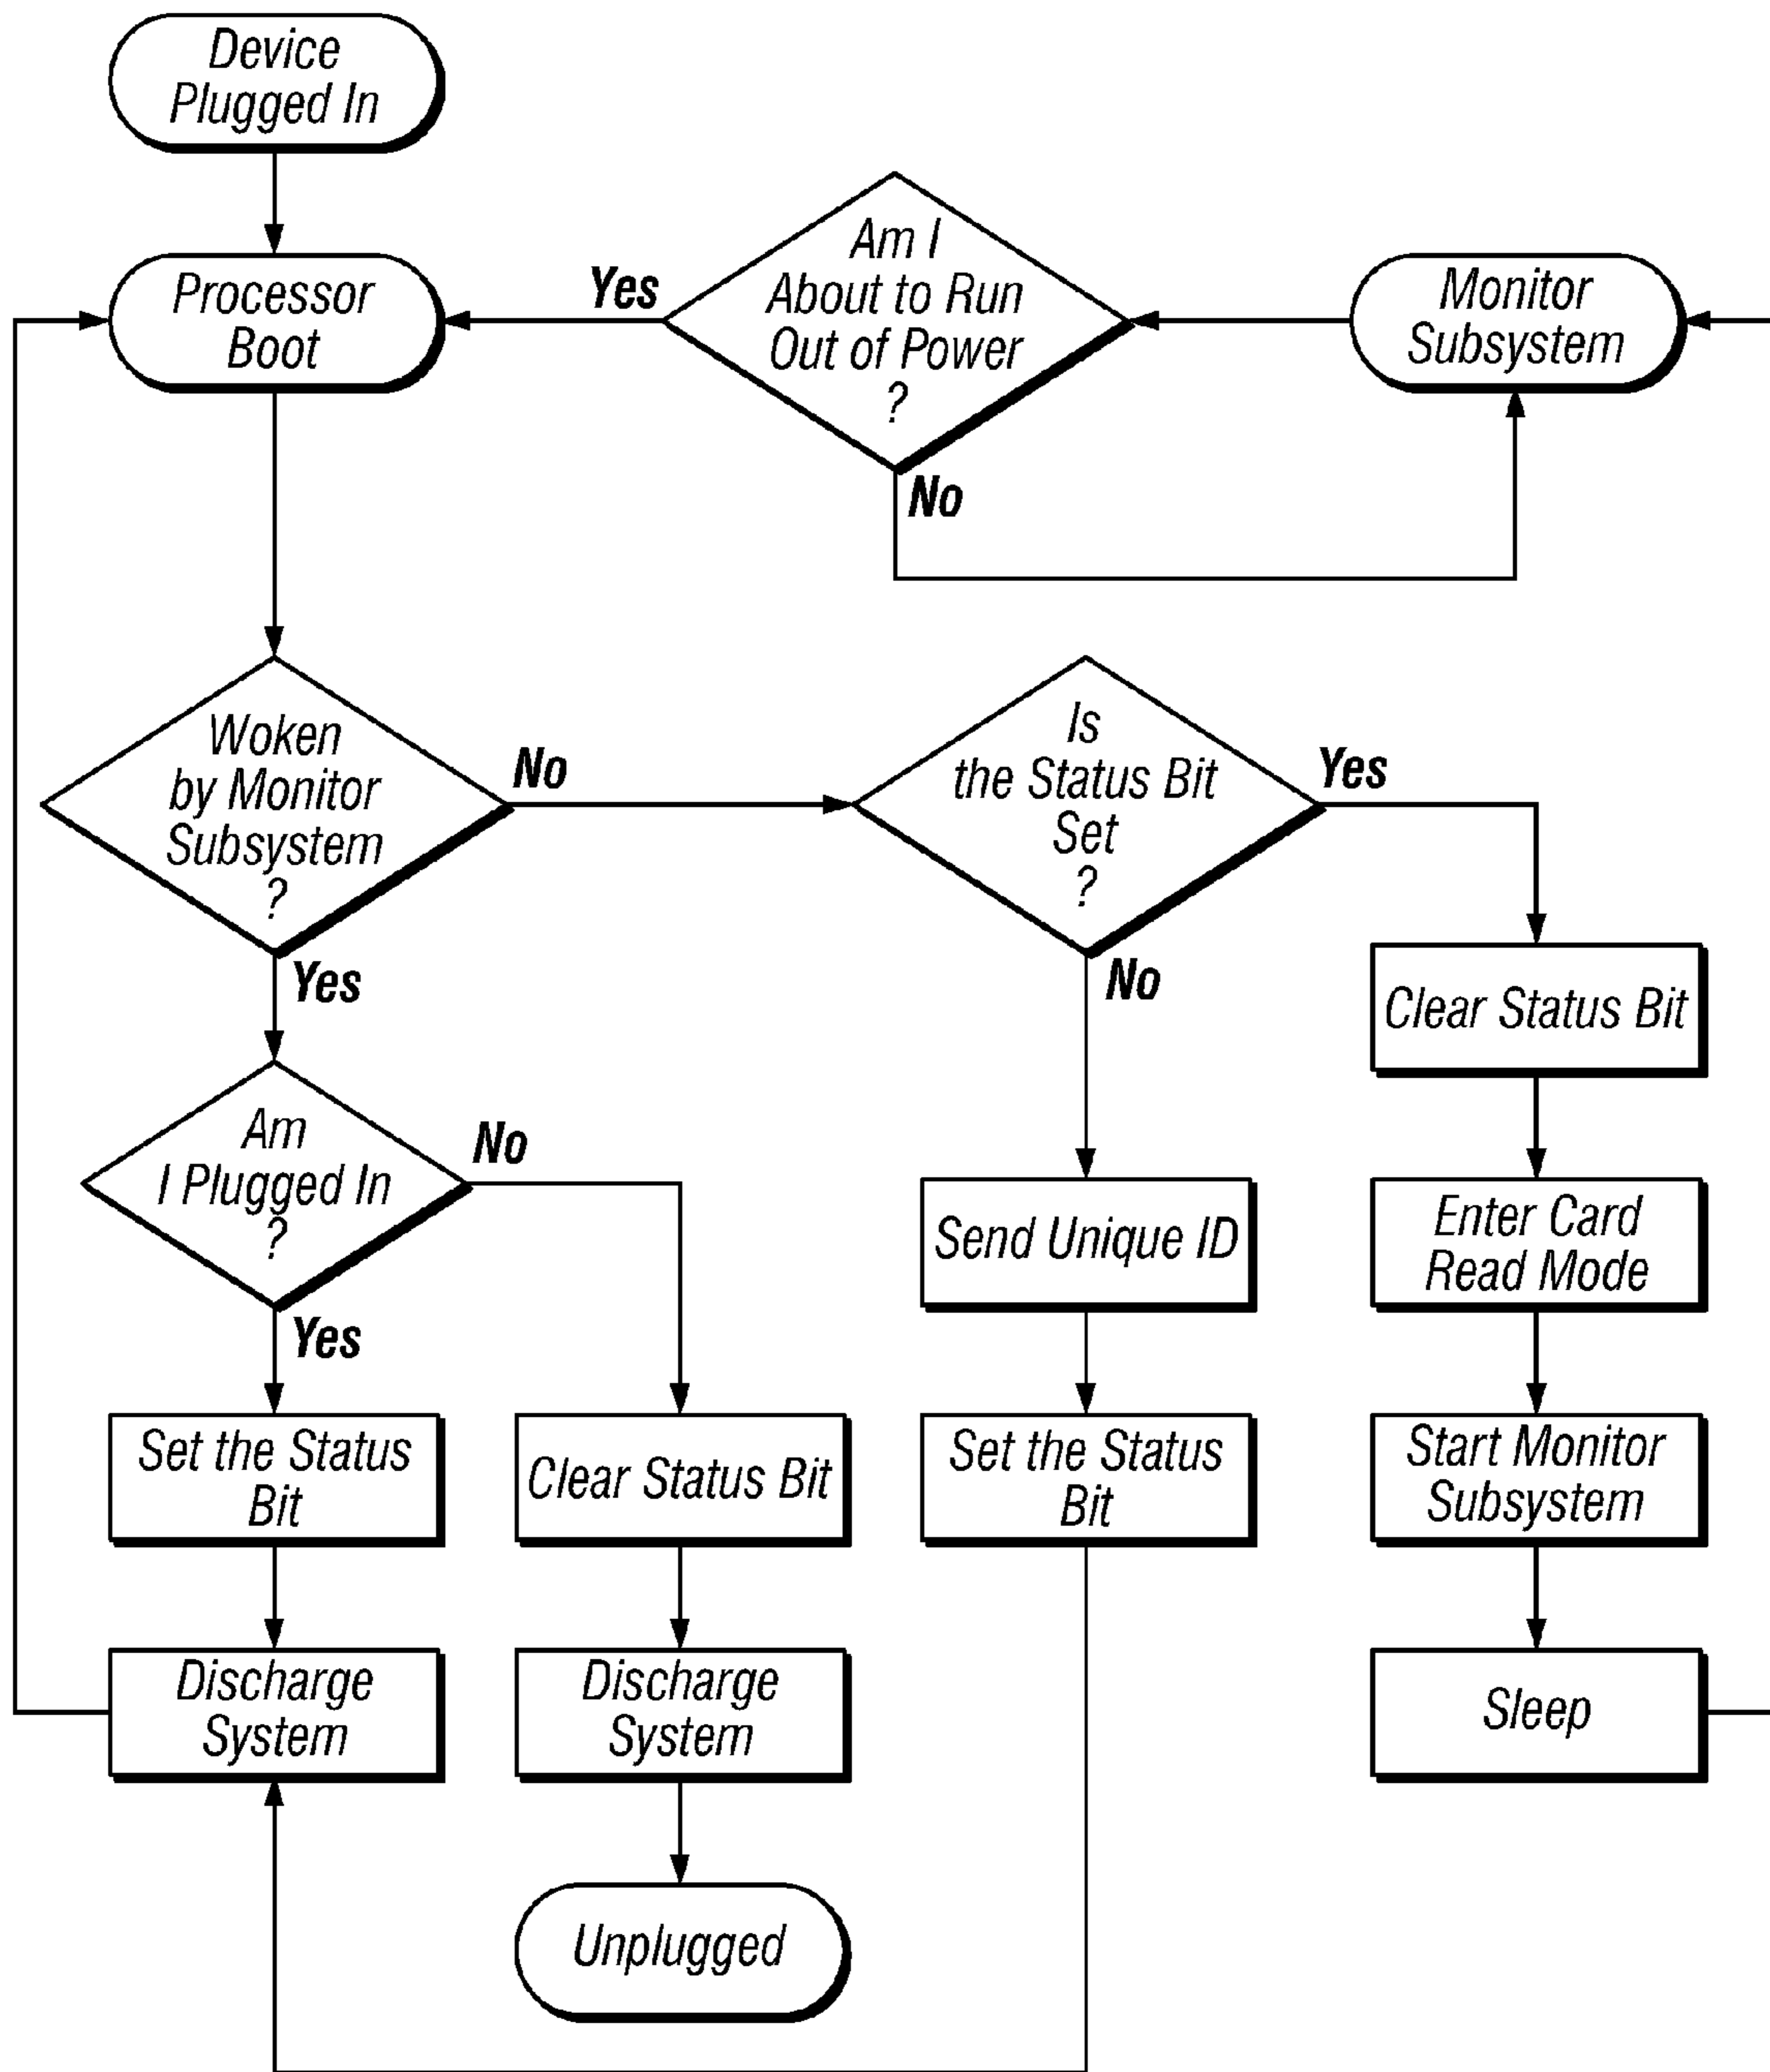 Device
Plugged In
Processor
Boot
Yes
Am I
About to Run
Out of Power
?
No
Monitor
Subsystem
Woken
by Monitor
Subsystem
?
No
Yes
Is
the Status Bit
Set
?
Yes
No
Clear Status Bit
Am
I Plugged In
?
No
Yes
Send Unique ID
Enter Card
Read Mode
Set the Status
Bit
Clear Status Bit
Set the Status
Bit
Start Monitor
Subsystem
Discharge
System
Discharge
System
Sleep
Unplugged